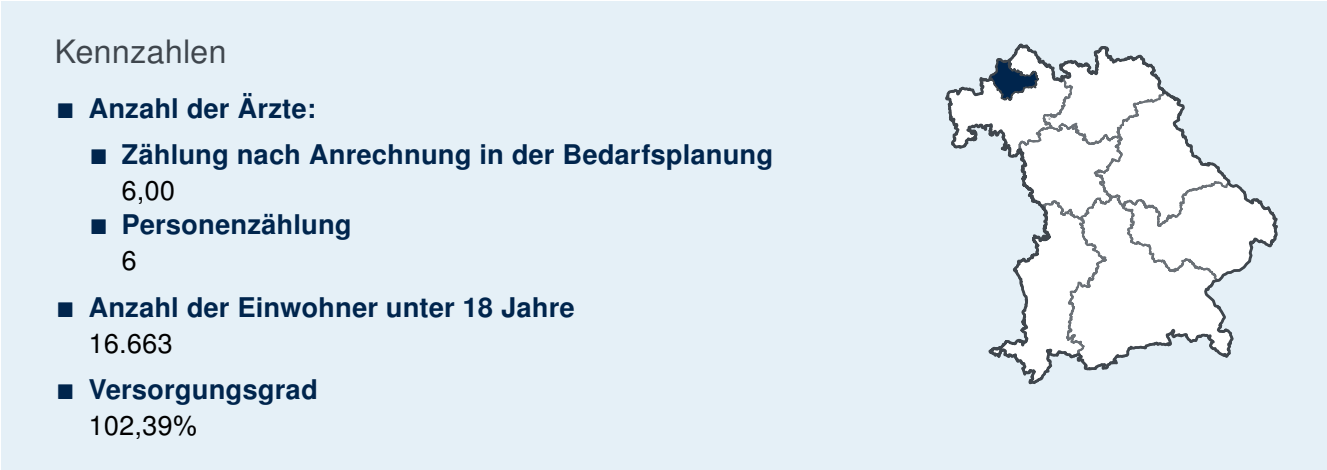 Kennzahlen
■ Anzahl der Ärzte:
■ Zählung nach Anrechnung in der Bedarfsplanung
6,00
■ Personenzählung
6
■ Anzahl der Einwohner unter 18 Jahre
16.663
■ Versorgungsgrad
102,39%